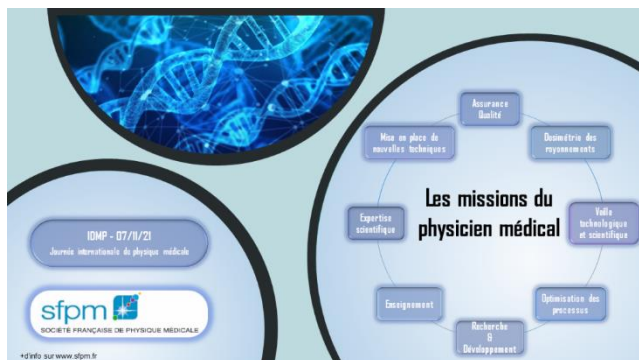 IDMP - 07/11/21
Journée internationale de physique médicale
sfpm
SOCIÉTÉ FRANÇAISE DE PHYSIQUE MÉDICALE
+d'info sur www.sfpm.fr
Les missions du
physicien médical
Assurance
Qualité
Dosimétrie des
rayonnements
Veille
technologique
et scientifique
Optimisation des
processus
Recherche
&
Développement
Enseignement
Expertise
scientifique
Mise en place de
nouvelles techniques